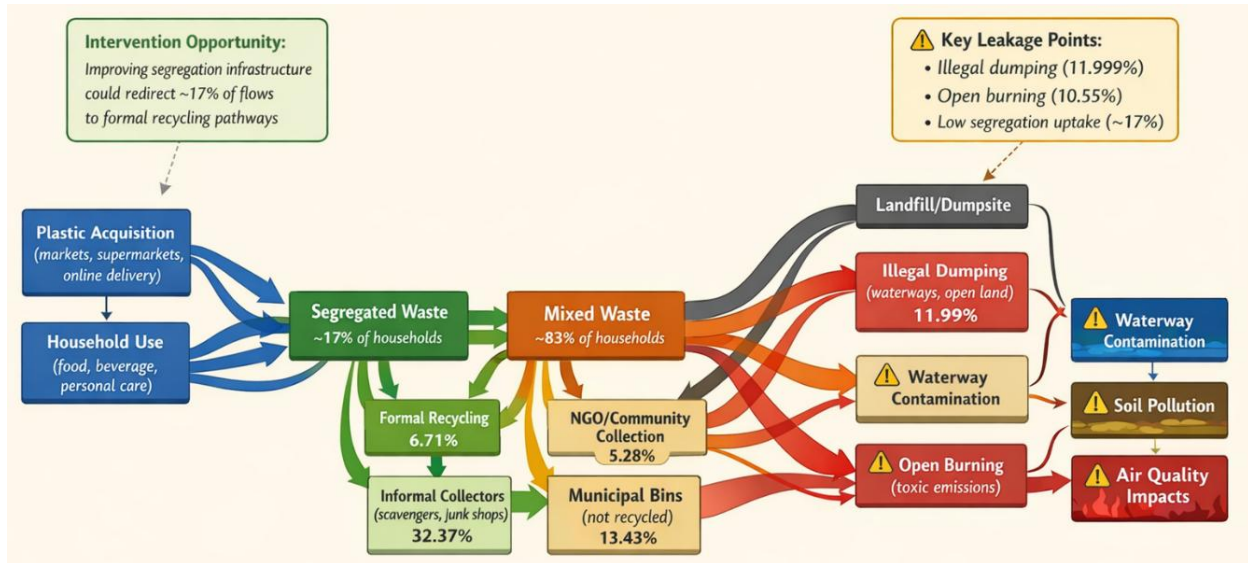 Intervention Opportunity:
Improving segregation infrastructure
could redirect ~17% of flows
to formal recycling pathways
⚠ Key Leakage Points:
• Illegal dumping (11.999%)
• Open burning (10.55%)
• Low segregation uptake (~17%)
Plastic Acquisition
(markets, supermarkets,
online delivery)
Household Use
(food, beverage,
personal care)
Segregated Waste
~17% of households
Mixed Waste
~83% of households
Formal Recycling
6.71%
Informal Collectors
(scavengers, junk shops)
32.37%
NGO/Community
Collection
5.28%
Municipal Bins
(not recycled)
13.43%
Landfill/Dumpsite
Illegal Dumping
(waterways, open land)
11.99%
⚠ Waterway
Contamination
⚠ Open Burning
(toxic emissions)
⚠ Waterway
Contamination
⚠ Soil Pollution
⚠ Air Quality
Impacts